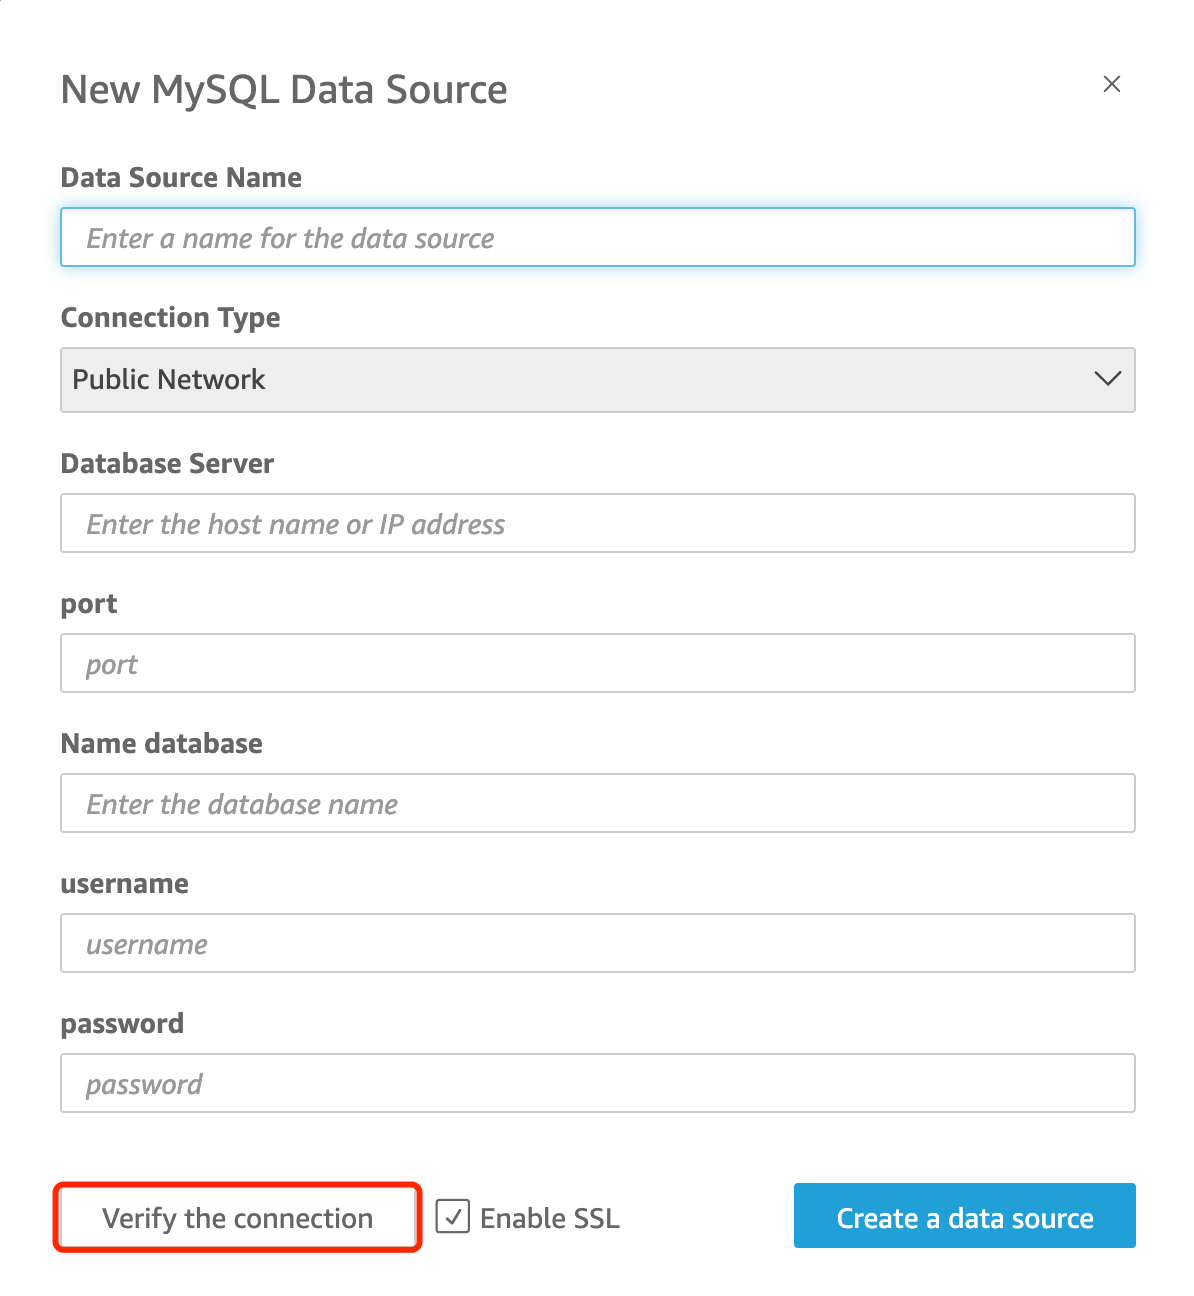 New MySQL Data Source
Data Source Name
Enter a name for the data source
Connection Type
Public Network
Database Server
Enter the host name or IP address
port
port
Name database
Enter the database name
username
username
password
password
Verify the connection
Enable SSL
Create a data source